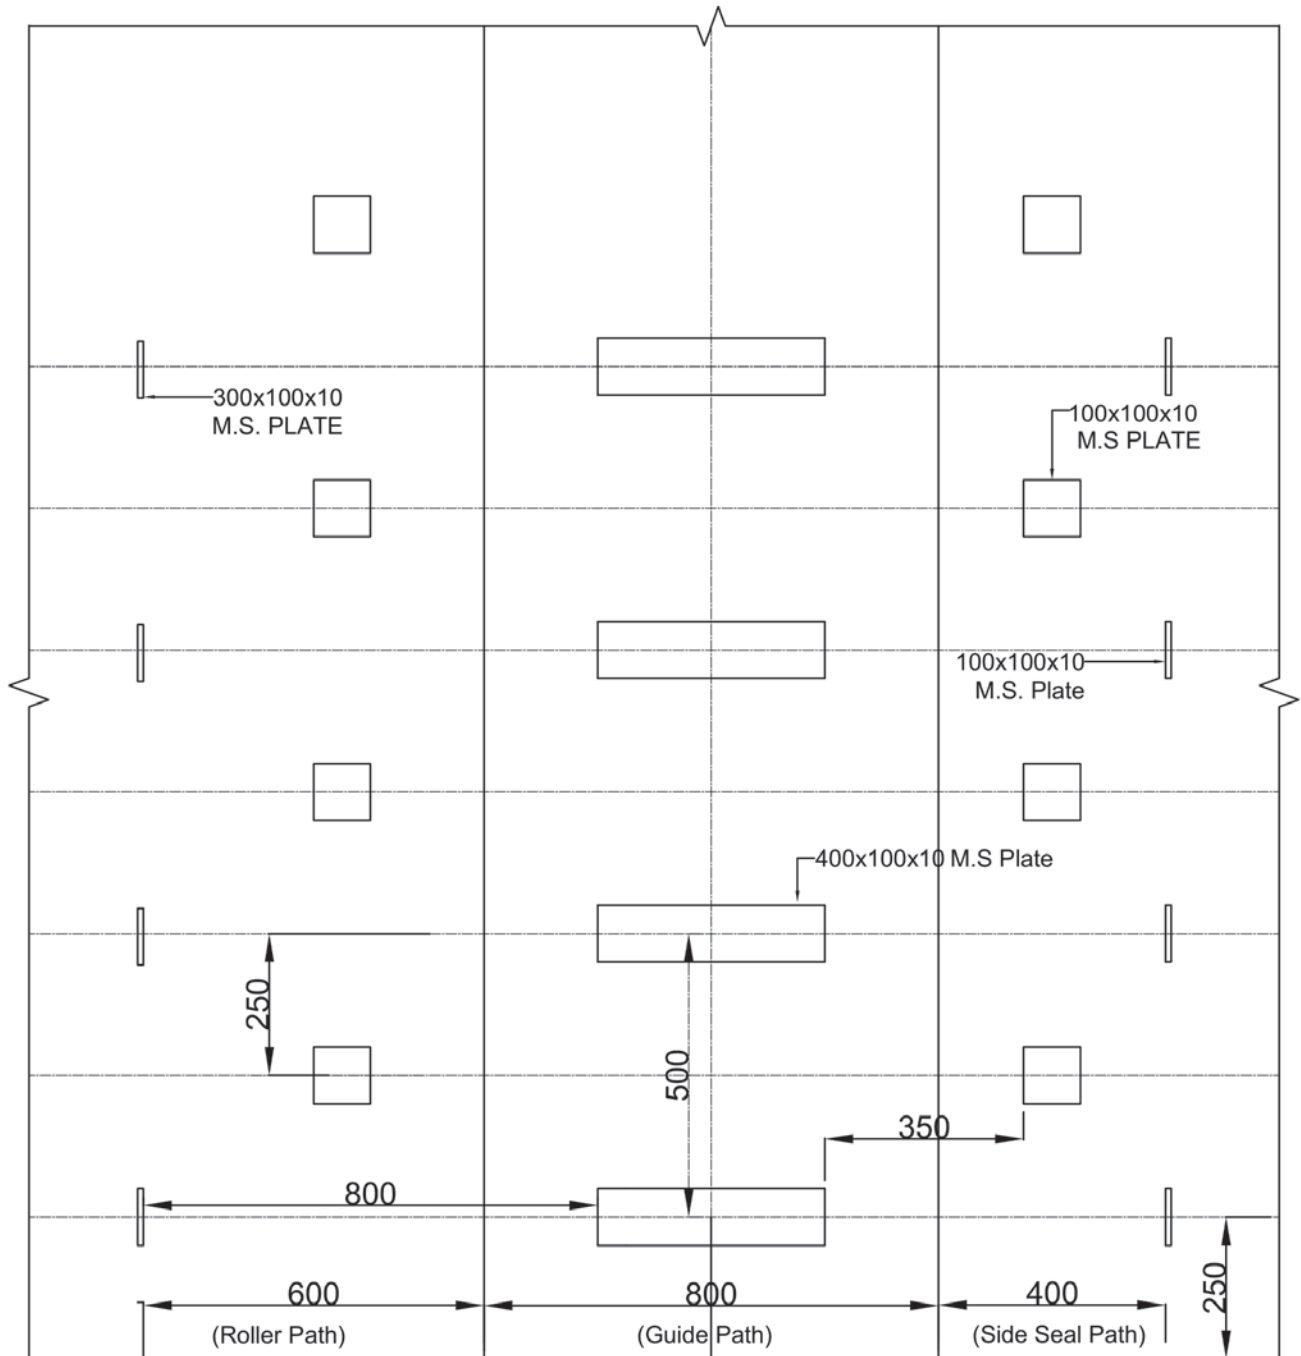 300x100x10
M.S. PLATE
100x100x10
M.S PLATE
100x100x10
M.S. Plate
400x100x10 M.S Plate
250
500
350
800
600
800
400
250
(Roller Path)
(Guide Path)
(Side Seal Path)